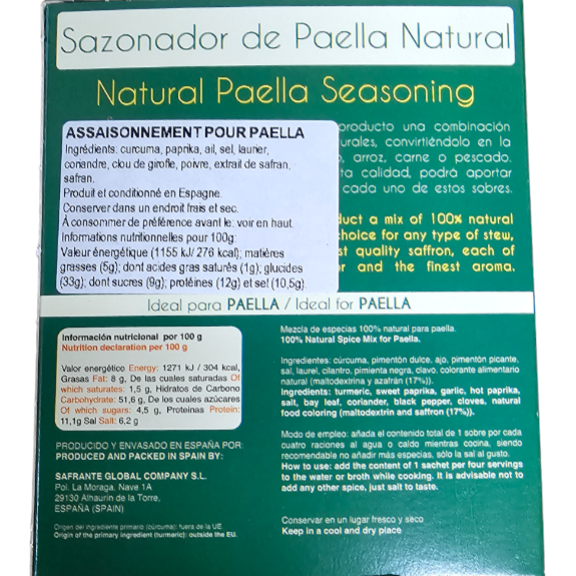 Sazonador de Paella Natural
Natural Paella Seasoning
ASSAISONNEMENT POUR PAELLA
Ingrédients: curcuma, paprika, ail, sel, laurier,
coriandre, clou de girofle, poivre, extrait de safran,
safran.
Produit et conditionné en Espagne.
Conserver dans un endroit frais et sec.
À consommer de préférence avant le: voir en haut.
Informations nutritionnelles pour 100g:
Valeur énergétique (1155 kJ/ 276 kcal); matières
grasses (5g); dont acides gras saturés (1g); glucides
(33g); dont sucres (9g); protéines (12g) et sel (10,5g).
producto una combinación
urales, convirtiéndolo en la
, arroz, carne o pescado.
ta calidad, podrá aportar
cada uno de estos sobres.
duct a mix of 100% natural
choice for any type of stew,
st quality saffron, each of
r and the finest aroma.
Ideal para PAELLA / Ideal for PAELLA
Información nutricional por 100 g
Nutrition declaration per 100 g
Valor energético Energy: 1271 kJ / 304 kcal,
Grasas Fat: 8 g, De las cuales saturadas Of
which saturates: 1,5 g, Hidratos de Carbono
Carbohydrate: 51,6 g, De los cuales azúcares
Of which sugars: 4,5 g, Proteinas Protein:
11,1g Sal Salt: 6,2 g
PRODUCIDO Y ENVASADO EN ESPAÑA POR:
PRODUCED AND PACKED IN SPAIN BY:
SAFRANTE GLOBAL COMPANY S.L.
Pol. La Moraga, Nave 1A
29130 Alhaurin de la Torre,
ESPAÑA (SPAIN)
Origen del ingrediente primario (cúrcuma): fuera de la UE
Origin of the primary ingredient (turmeric): outside the EU.
Mezcla de especias 100% natural para paella.
100% Natural Spice Mix for Paella.
Ingredientes: cúrcuma, pimentón dulce, ajo, pimentón picante,
sal, laurel, cilantro, pimienta negra, clavo, colorante alimentario
natural (maltodextrina y azafrán (17%)).
Ingredients: turmeric, sweet paprika, garlic, hot paprika,
salt, bay leaf, coriander, black pepper, cloves, natural
food coloring (maltodextrin and saffron (17%)).
Modo de empleo: añada el contenido total de 1 sobre por cada
cuatro raciones al agua o caldo mientras cocina, siendo
recomendable no añadir más especias, sólo la sal al gusto.
How to use: add the content of 1 sachet per four servings
to the water or broth while cooking. It is advisable not to
add any other spice, just salt to taste.
Conservar en un lugar fresco y seco
Keep in a cool and dry place